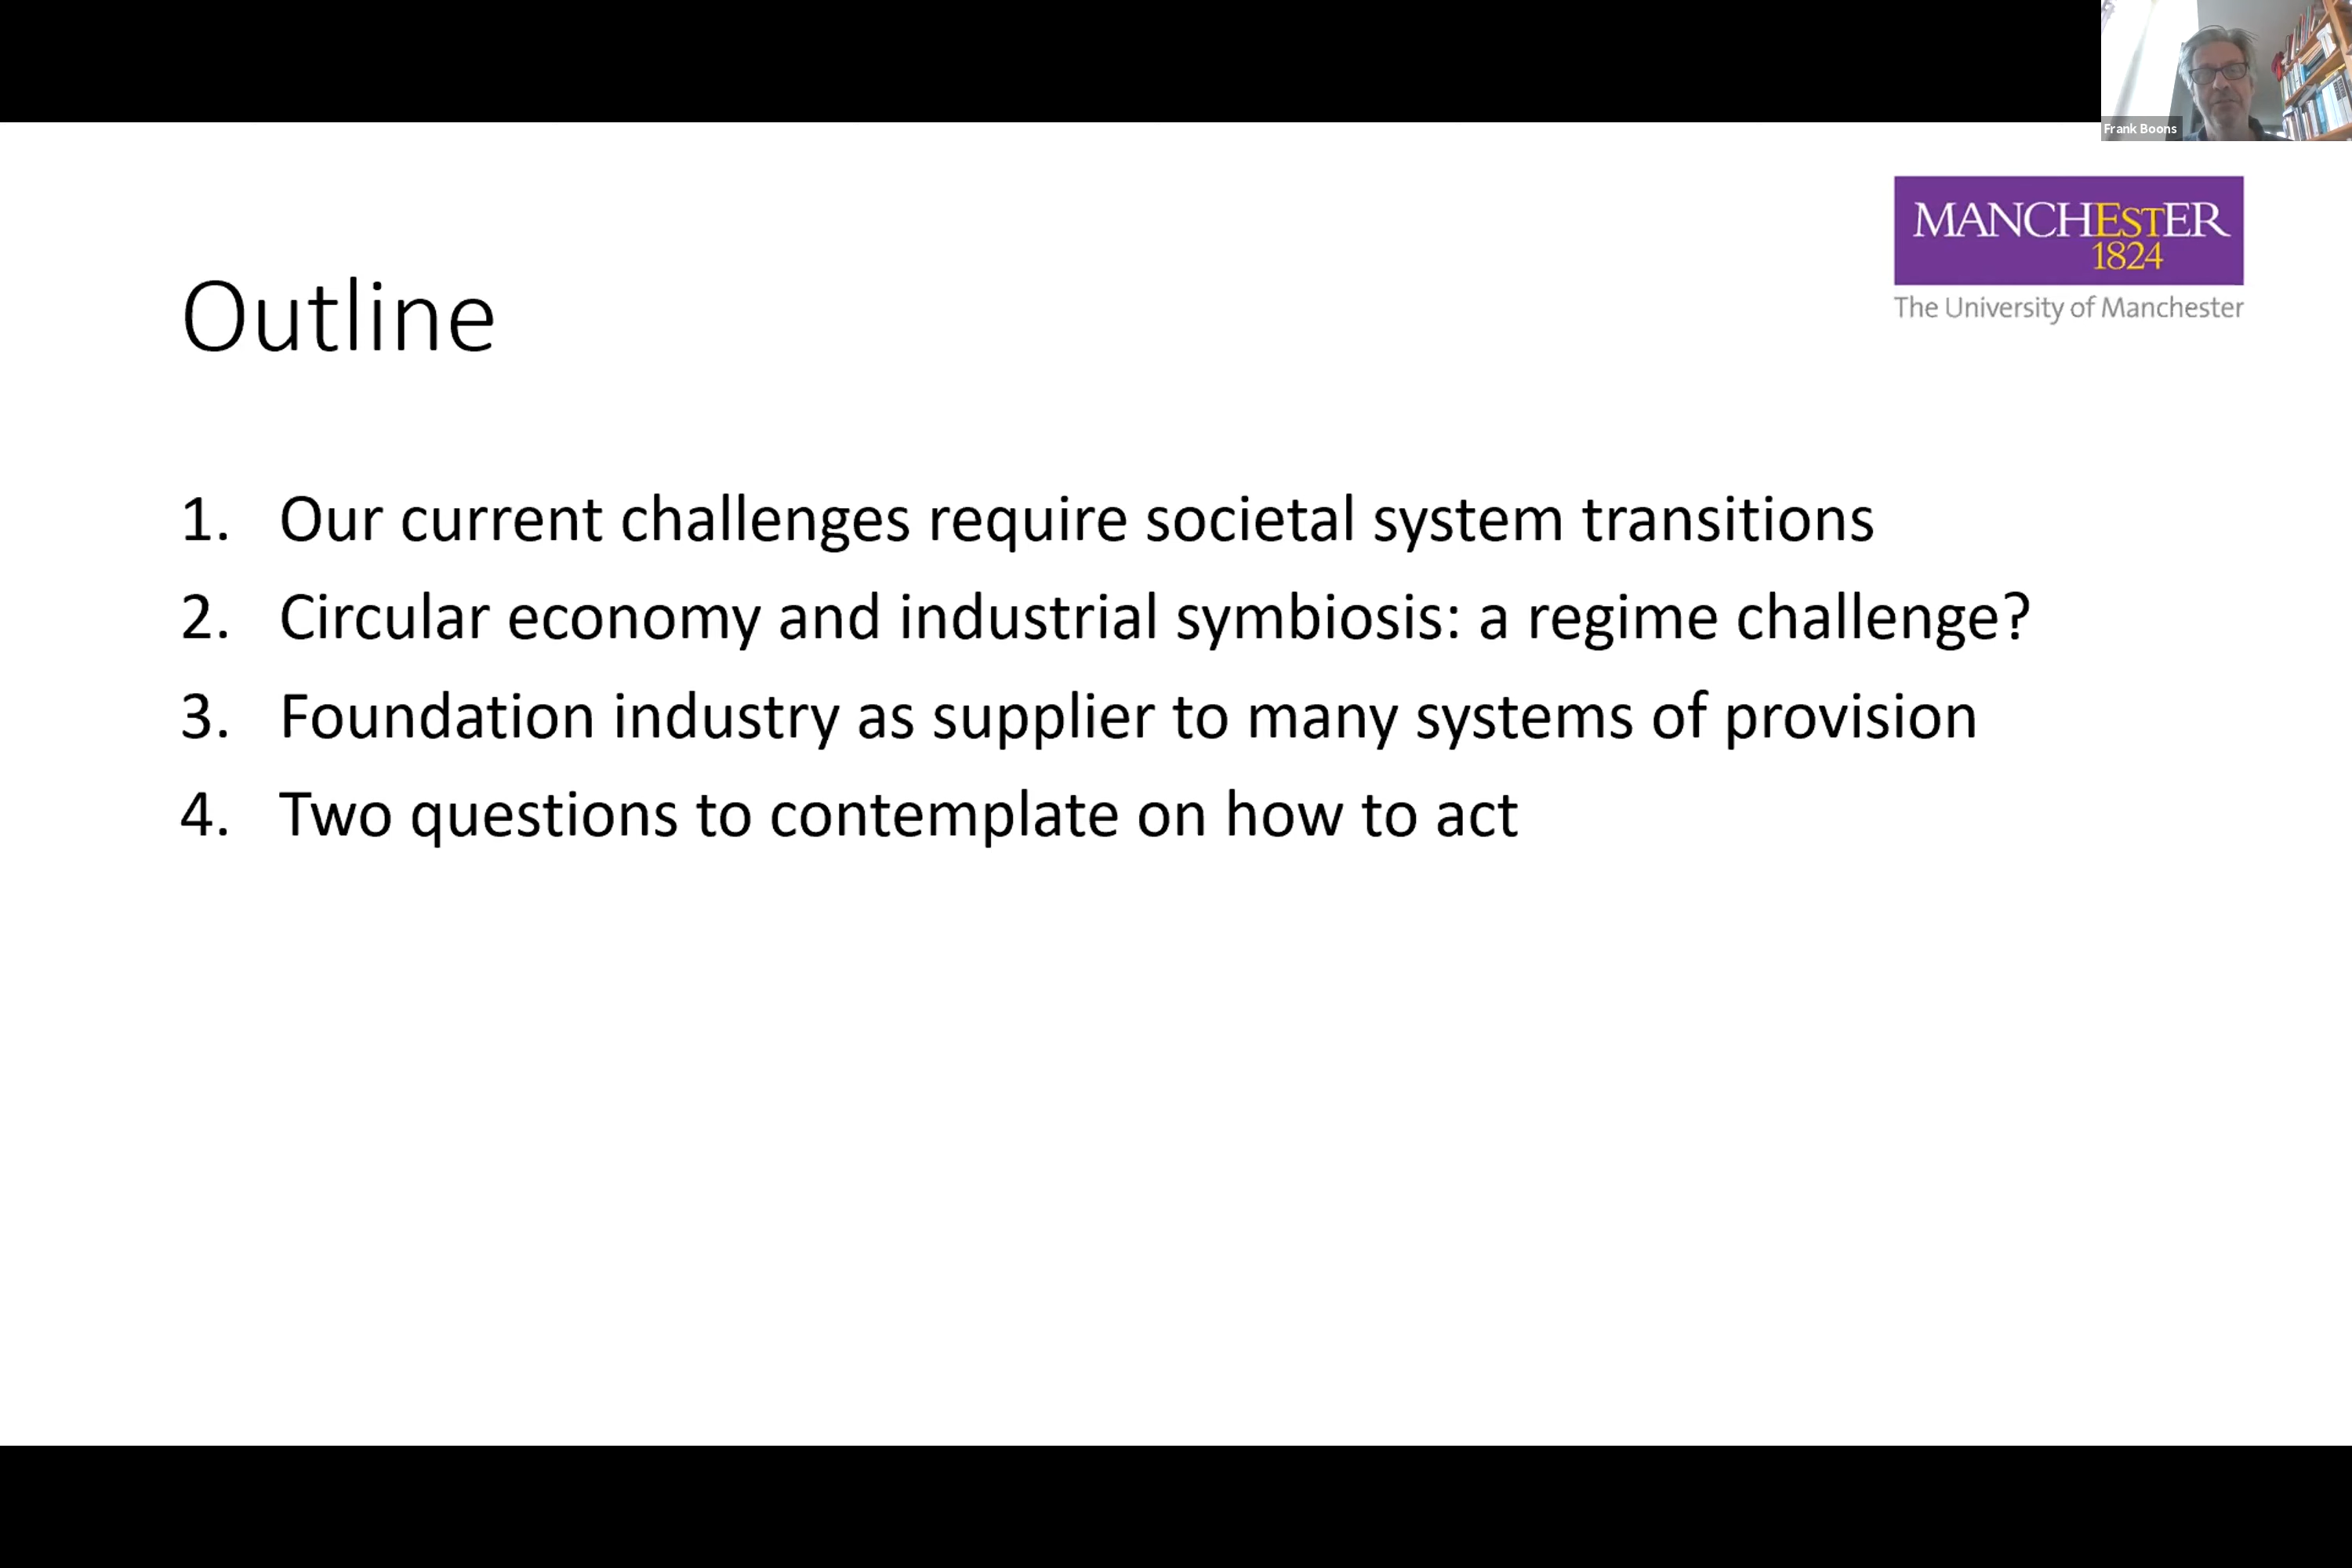 Frank Boons
MANCHEsTER
1824
The University of Manchester
Outline
1. Our current challenges require societal system transitions
2. Circular economy and industrial symbiosis: a regime challenge?
3. Foundation industry as supplier to many systems of provision
4. Two questions to contemplate on how to act